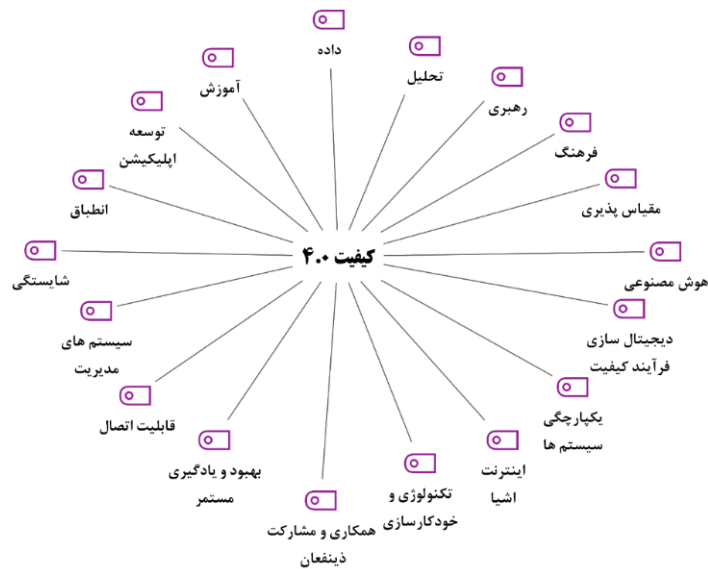 داده
تحلیل
رهبری
فرهنگ
مقیاس پذیری
هوش مصنوعی
دیجیتال سازی
فرآیند کیفیت
یکپارچگی
سیستم ها
اینترنت
اشیا
تکنولوژی و
خودکارسازی
همکاری و مشارکت
ذینفعان
بهبود و یادگیری
مستمر
قابلیت اتصال
سیستم های
مدیریت
شایستگی
انطباق
توسعه
اپلیکیشن
آموزش
کیفیت ۴.۰